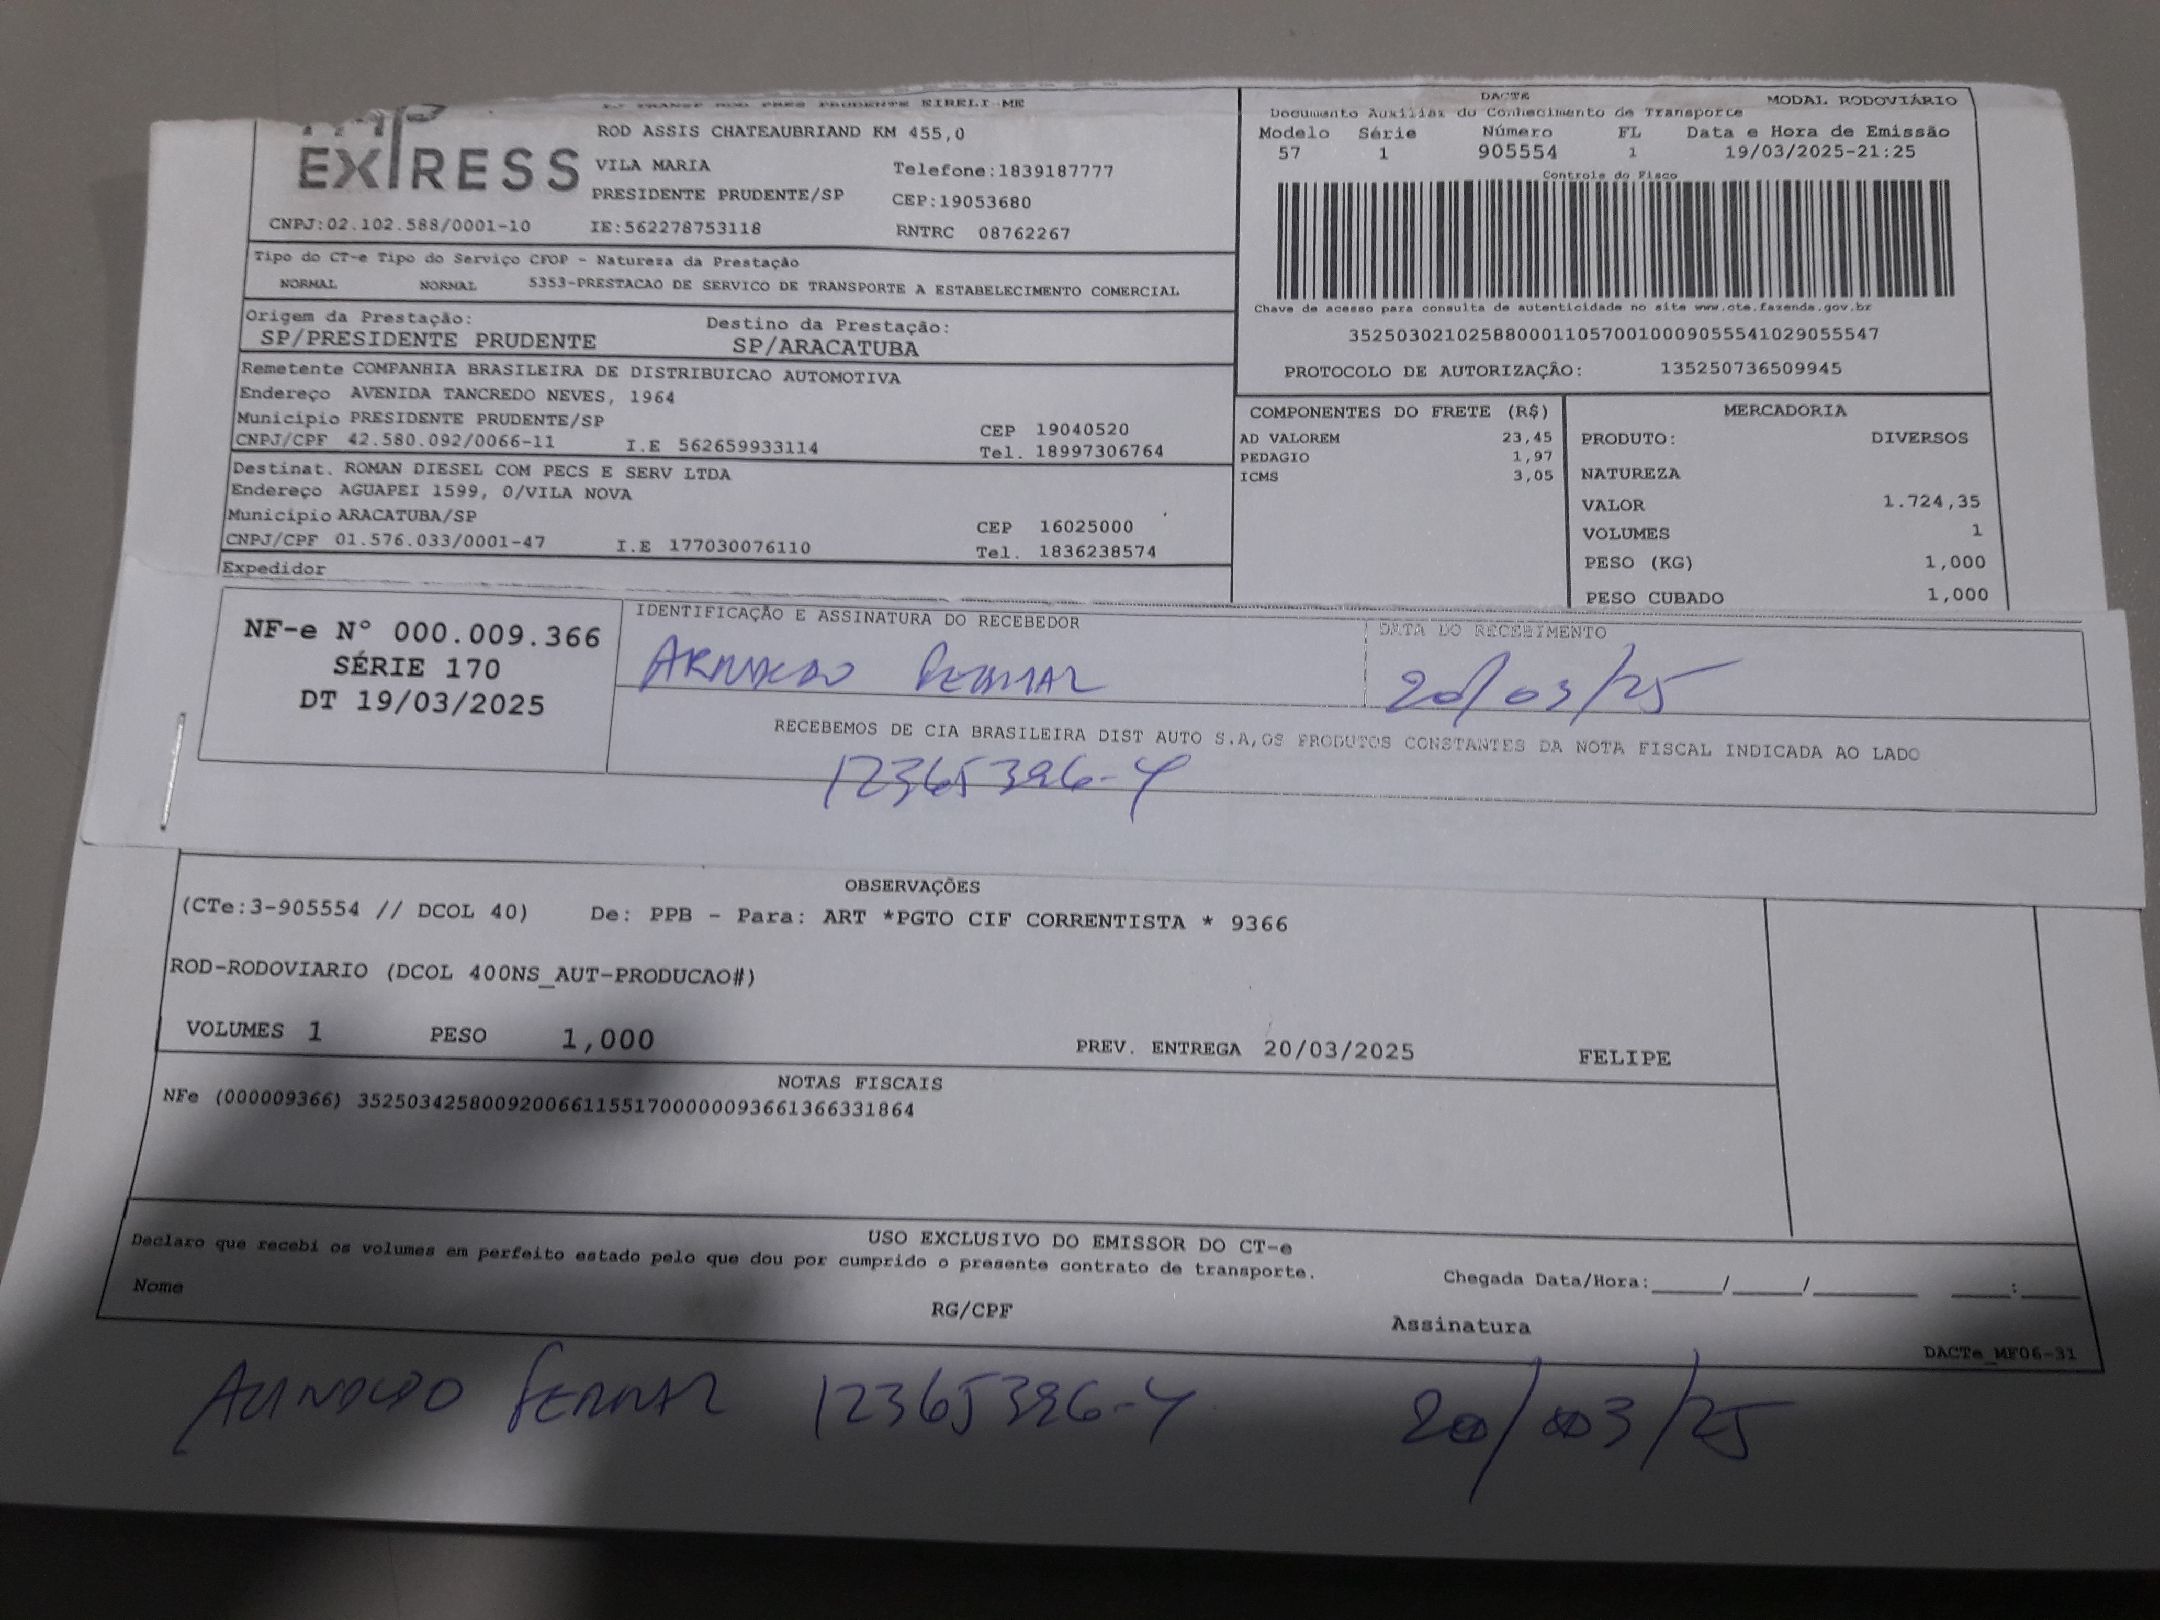 EIRELI-ME
EXPRESS
ROD ASSIS CHATEAUBRIAND KM 455,0
VILA MARIA Telefone:1839187777
PRESIDENTE PRUDENTE/SP CEP:19053680
CNPJ:02.102.588/0001-10 IE:562278753118 RNTRC 08762267
Tipo do CT-e Tipo do Serviço CFOP - Natureza da Prestação
NORMAL NORMAL 5353-PRESTACAO DE SERVICO DE TRANSPORTE A ESTABELECIMENTO COMERCIAL
Origem da Prestação: Destino da Prestação:
SP/PRESIDENTE PRUDENTE SP/ARACATUBA
Remetente COMPANHIA BRASILEIRA DE DISTRIBUICAO AUTOMOTIVA
Endereço AVENIDA TANCREDO NEVES, 1964
Município PRESIDENTE PRUDENTE/SP CEP 19040520
CNPJ/CPF 42.580.092/0066-11 I.E 562659933114 Tel. 18997306764
Destinat. ROMAN DIESEL COM PECS E SERV LTDA
Endereço AGUAPEI 1599, 0/VILA NOVA
Município ARACATUBA/SP CEP 16025000
CNPJ/CPF 01.576.033/0001-47 I.E 177030076110 Tel. 1836238574
Expedidor
DACTE MODAL RODOVIÁRIO
Documento Auxiliar do Conhecimento de Transporte
Modelo Série Número FL Data e Hora de Emissão
57 1 905554 1 19/03/2025-21:25
Controle do Fisco
Chave de acesso para consulta de autenticidade no site www.cte.fazenda.gov.br
35250302102588000110570010009055541029055547
PROTOCOLO DE AUTORIZAÇÃO: 135250736509945
COMPONENTES DO FRETE (R$)
AD VALOREM 23,45
PEDAGIO 1,97
ICMS 3,05
MERCADORIA
PRODUTO: DIVERSOS
NATUREZA
VALOR 1.724,35
VOLUMES 1
PESO (KG) 1,000
PESO CUBADO 1,000
NF-e Nº 000.009.366
SÉRIE 170
DT 19/03/2025
IDENTIFICAÇÃO E ASSINATURA DO RECEBEDOR DATA DO RECEBIMENTO
20/03/25
RECEBEMOS DE CIA BRASILEIRA DIST AUTO S.A,OS PRODUTOS CONSTANTES DA NOTA FISCAL INDICADA AO LADO
OBSERVAÇÕES
(CTe:3-905554 // DCOL 40) De: PPB - Para: ART *PGTO CIF CORRENTISTA * 9366
ROD-RODOVIARIO (DCOL 400NS_AUT-PRODUCAO#)
VOLUMES 1 PESO 1,000 PREV. ENTREGA 20/03/2025 FELIPE
NOTAS FISCAIS
NFe (000009366) 35250342580092006611551700000093661366331864
USO EXCLUSIVO DO EMISSOR DO CT-e
Declaro que recebi os volumes em perfeito estado pelo que dou por cumprido o presente contrato de transporte.
Nome RG/CPF Assinatura Chegada Data/Hora:_____/_____/_______ ____:____
DACTe_MF06-31
20/03/25